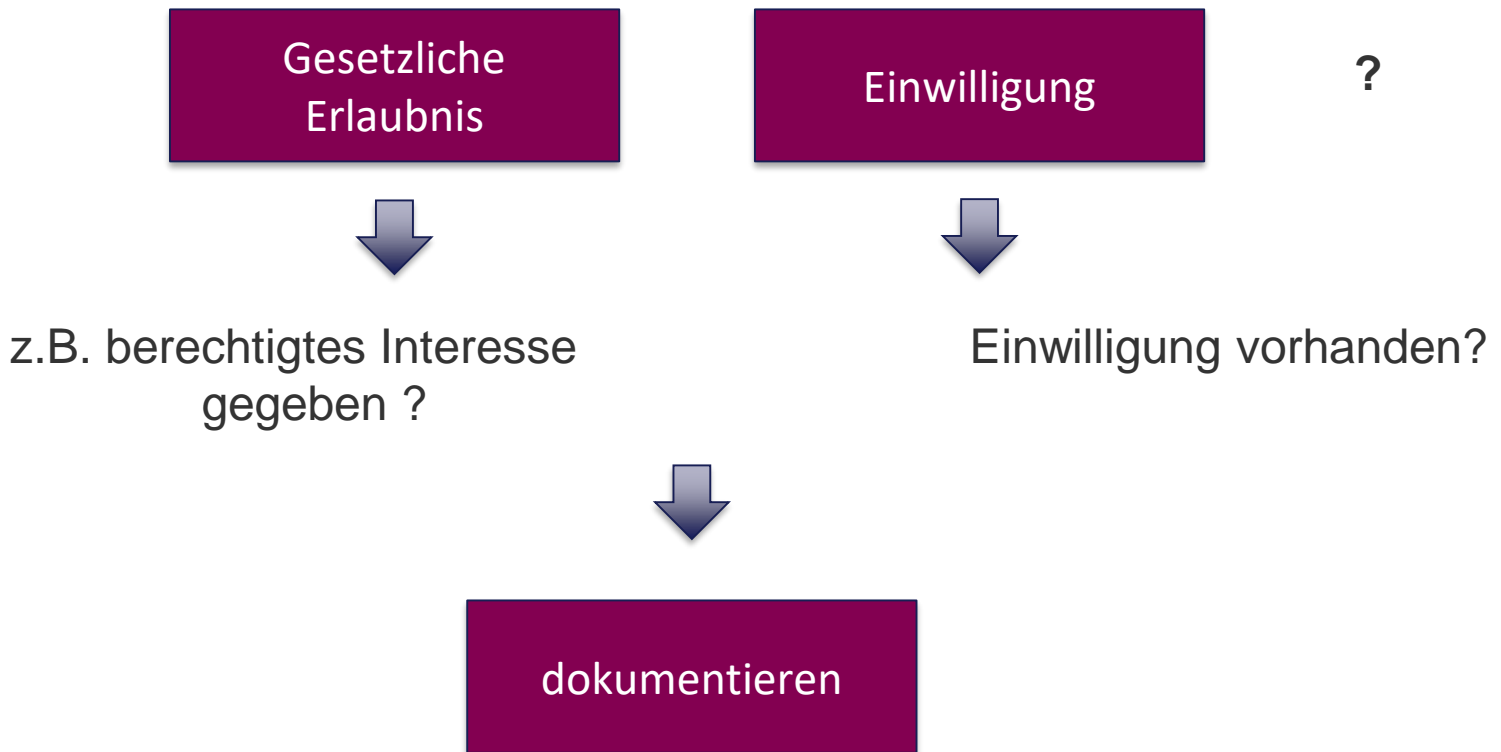 Gesetzliche
Erlaubnis
Einwilligung
?
z.B. berechtigtes Interesse
gegeben ?
Einwilligung vorhanden?
dokumentieren